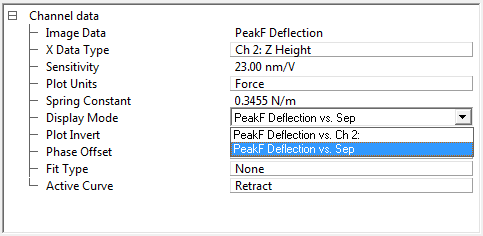 Channel data
Image Data PeakF Deflection
X Data Type Ch 2: Z Height
Sensitivity 23.00 nm/V
Plot Units Force
Spring Constant 0.3455 N/m
Display Mode PeakF Deflection vs. Sep
Plot Invert PeakF Deflection vs. Ch 2:
Phase Offset PeakF Deflection vs. Sep
Fit Type None
Active Curve Retract